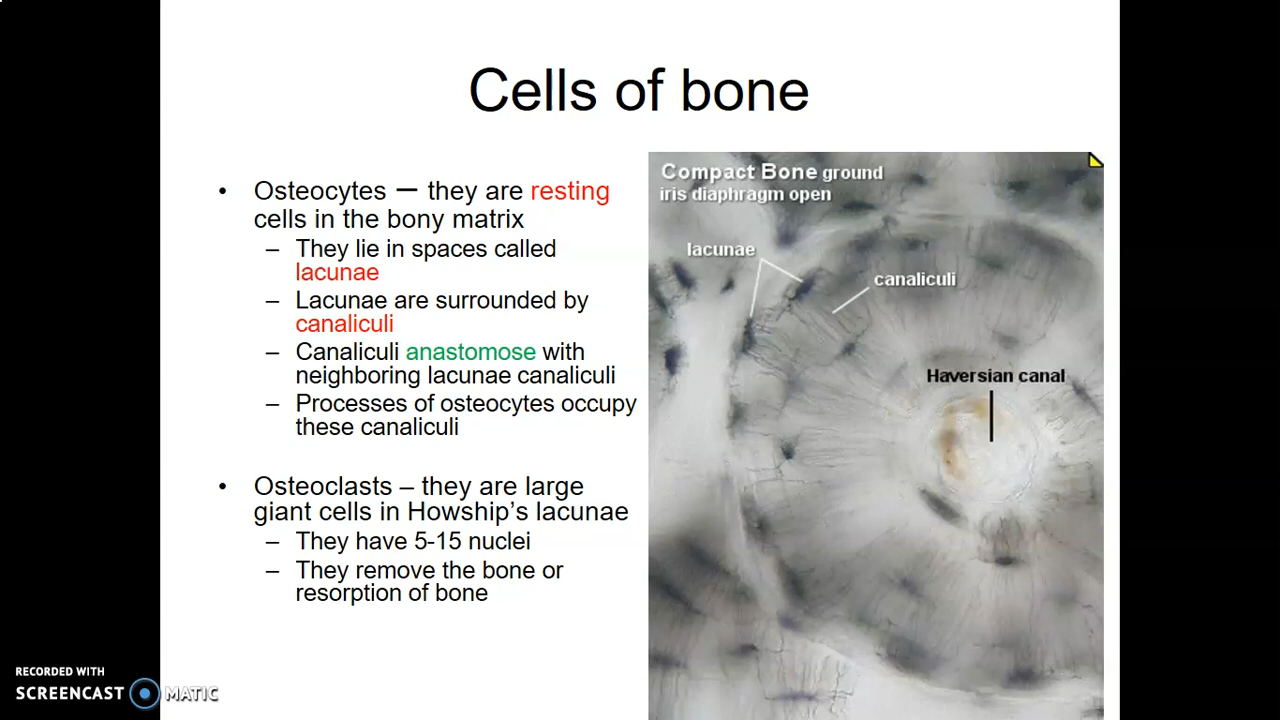 Cells of bone
• Osteocytes – they are resting
cells in the bony matrix
– They lie in spaces called
lacunae
– Lacunae are surrounded by
canaliculi
– Canaliculi anastomose with
neighboring lacunae canaliculi
– Processes of osteocytes occupy
these canaliculi
• Osteoclasts – they are large
giant cells in Howship’s lacunae
– They have 5-15 nuclei
– They remove the bone or
resorption of bone
Compact Bone ground
iris diaphragm open
lacunae
canaliculi
Haversian canal
RECORDED WITH
SCREENCAST MATIC